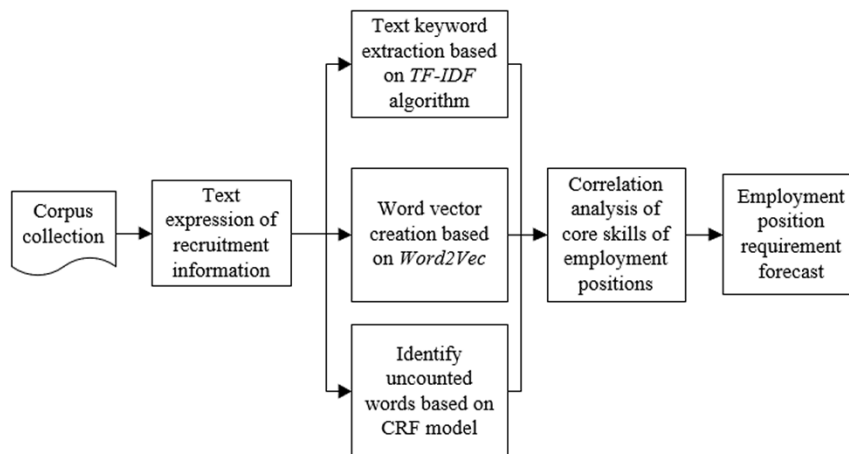 Corpus
collection
Text
expression of
recruitment
information
Text keyword
extraction based
on TF-IDF
algorithm
Word vector
creation based
on Word2Vec
Identify
uncounted
words based on
CRF model
Correlation
analysis of
core skills of
employment
positions
Employment
position
requirement
forecast